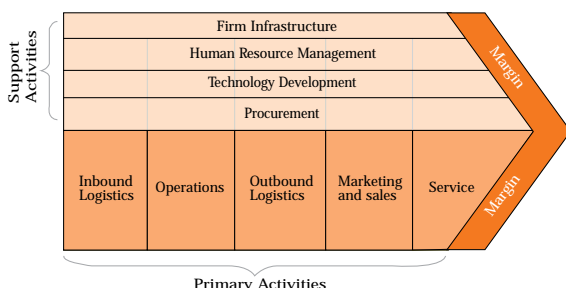 Support
Activities
Firm Infrastructure
Human Resource Management
Technology Development
Procurement
Margin
Inbound
Logistics
Operations
Outbound
Logistics
Marketing
and sales
Service
Margin
Primary Activities